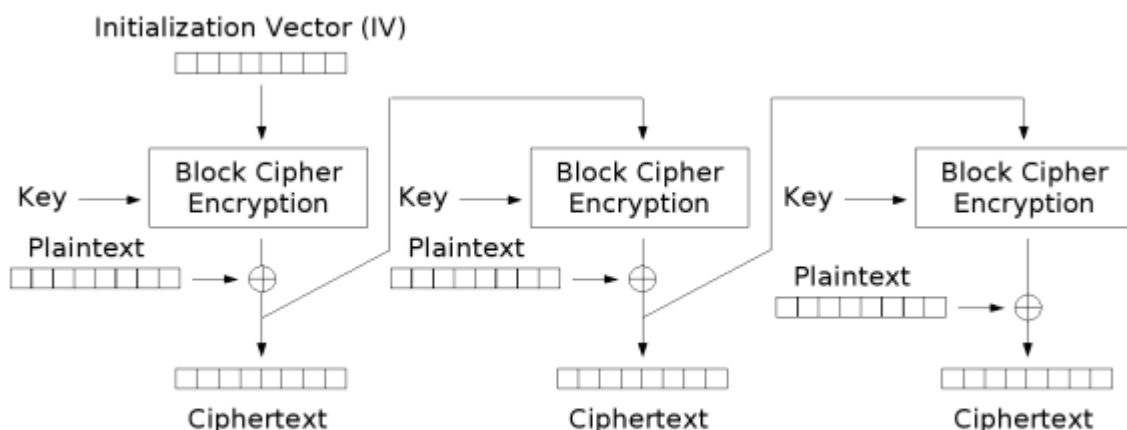 Initialization Vector (IV)
Key
Block Cipher
Encryption
Plaintext
Ciphertext
Key
Block Cipher
Encryption
Plaintext
Ciphertext
Key
Block Cipher
Encryption
Plaintext
Ciphertext